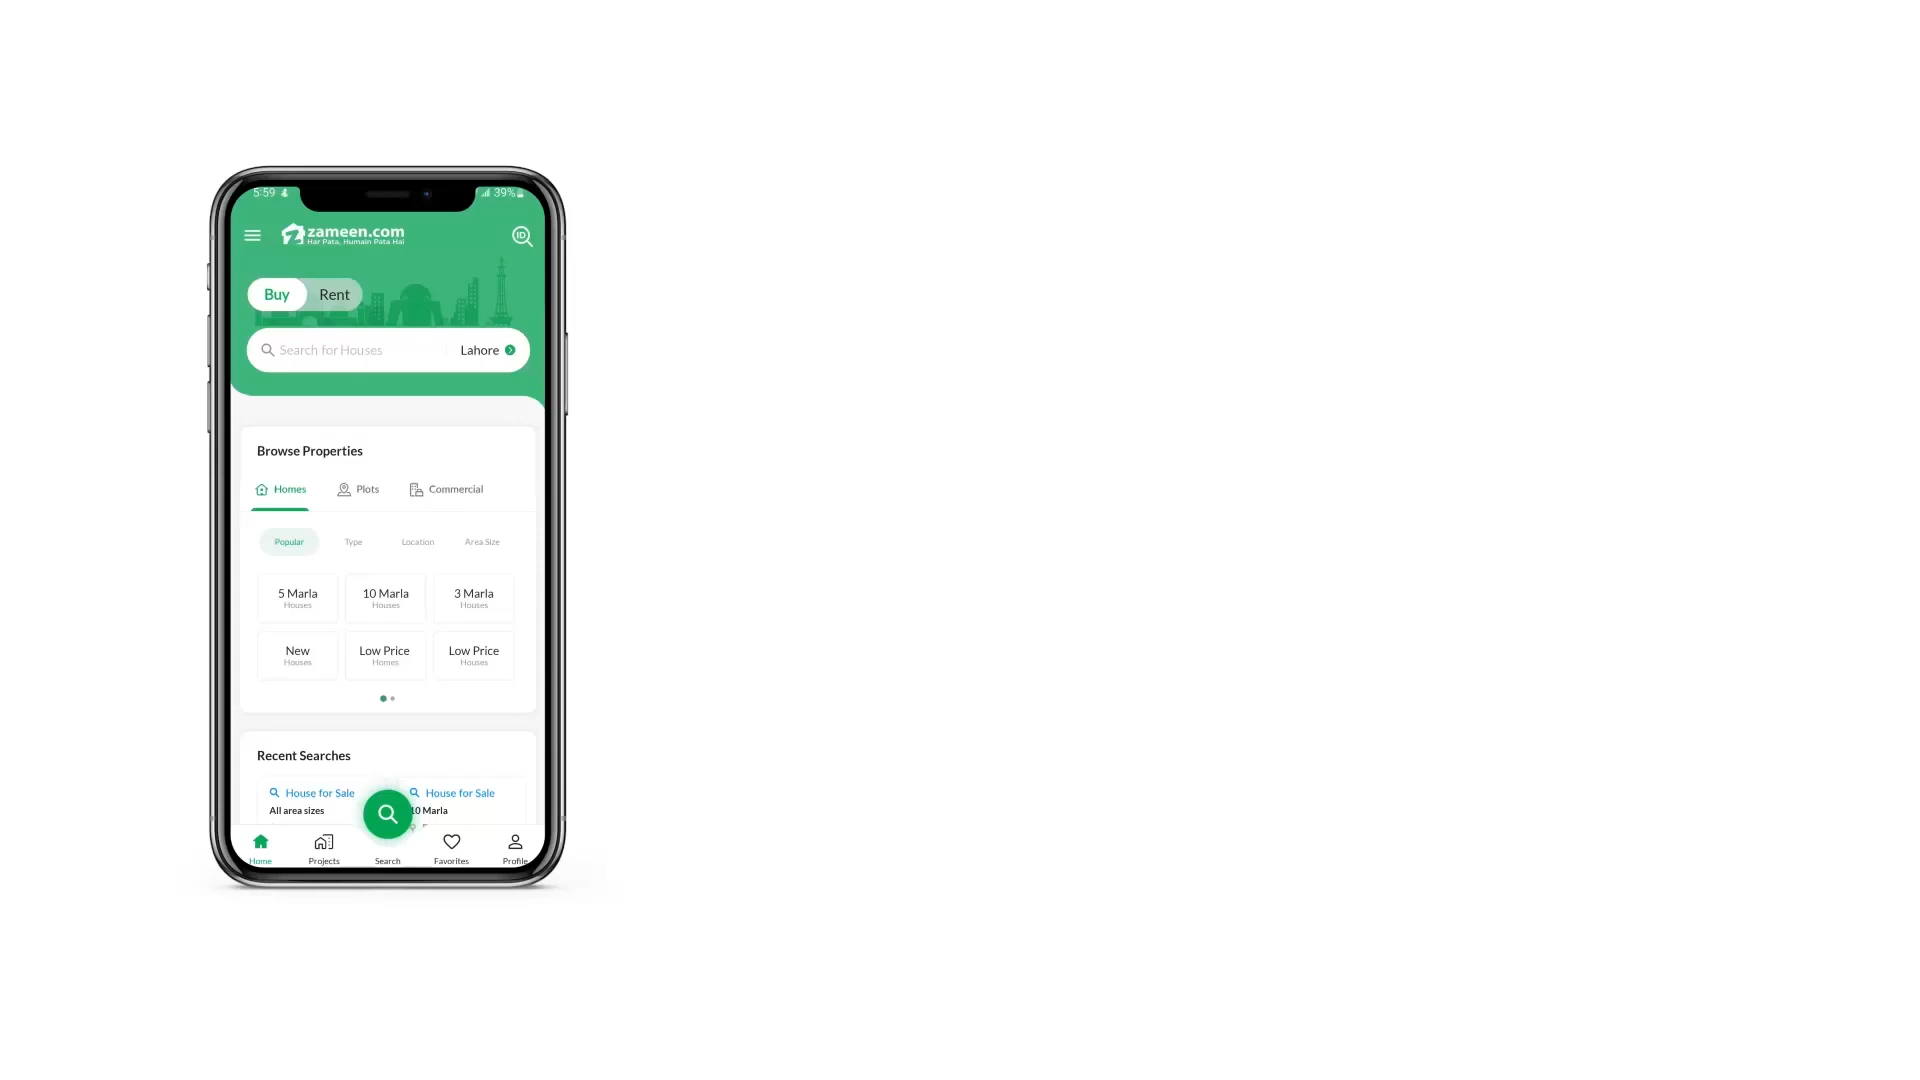 5:59
39%
zameen.com
Har Pata, Humain Pata Hai
ID
Buy Rent
Search for Houses Lahore
Browse Properties
Homes Plots Commercial
Popular Type Location Area Size
5 Marla 10 Marla 3 Marla
Houses Houses Houses
New Low Price Low Price
Houses Homes Houses
Recent Searches
House for Sale House for Sale
All area sizes 10 Marla
Home Projects Search Favorites Profile